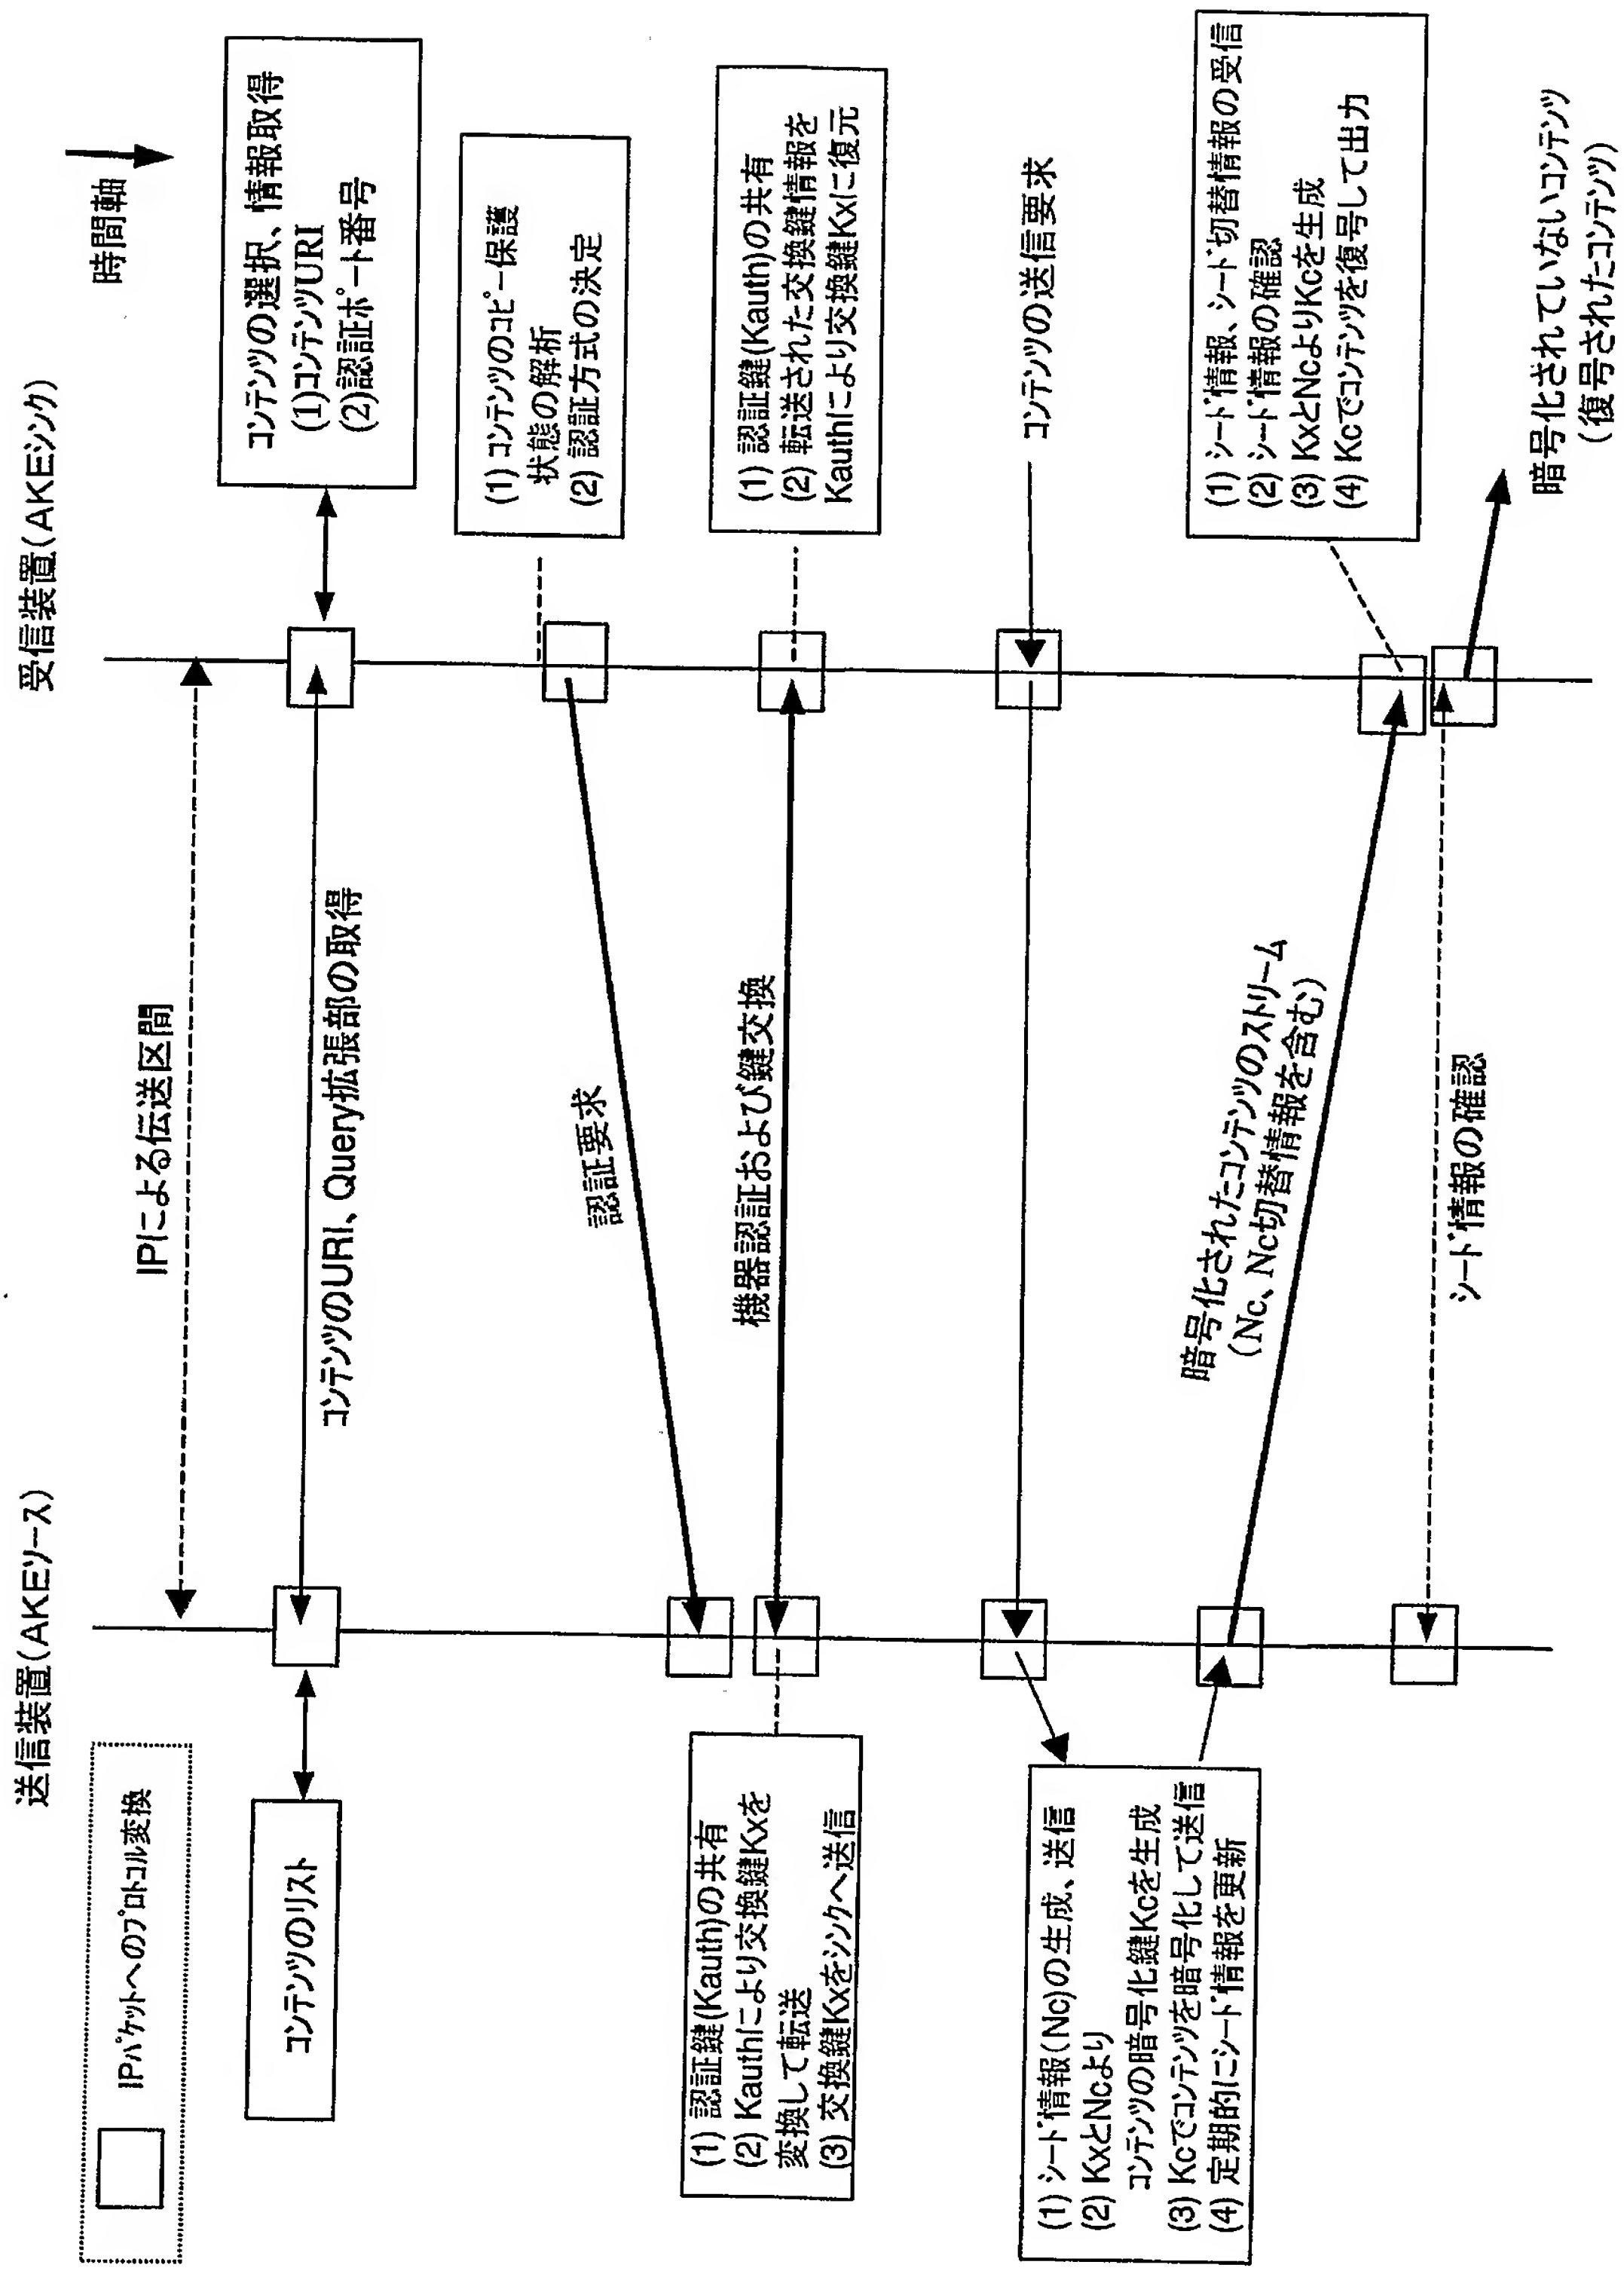 送信装置(AKEソース)
受信装置(AKEシンク)
時間軸
IPパケットへのプロトコル変換
IPによる伝送区間
コンテンツのリスト
コンテンツのURI、Query拡張部の取得
コンテンツの選択、情報取得
(1)コンテンツURI
(2)認証ポート番号
(1) コンテンツのコピー保護
状態の解析
(2) 認証方式の決定
認証要求
(1) 認証鍵(Kauth)の共有
(2) Kauthにより交換鍵Kxを
変換して転送
(3) 交換鍵Kxをシンクへ送信
機器認証および鍵交換
(1) 認証鍵(Kauth)の共有
(2) 転送された交換鍵情報を
Kauthにより交換鍵Kxに復元
コンテンツの送信要求
(1) シード情報(Nc)の生成、送信
(2) KxとNcより
コンテンツの暗号化鍵Kcを生成
(3) Kcでコンテンツを暗号化して送信
(4) 定期的にシード情報を更新
暗号化されたコンテンツのストリーム
(Nc、Nc切替情報を含む)
(1) シード情報、シード切替情報の受信
(2) シード情報の確認
(3) KxとNcよりKcを生成
(4) Kcでコンテンツを復号して出力
シード情報の確認
暗号化されていないコンテンツ
(復号されたコンテンツ)